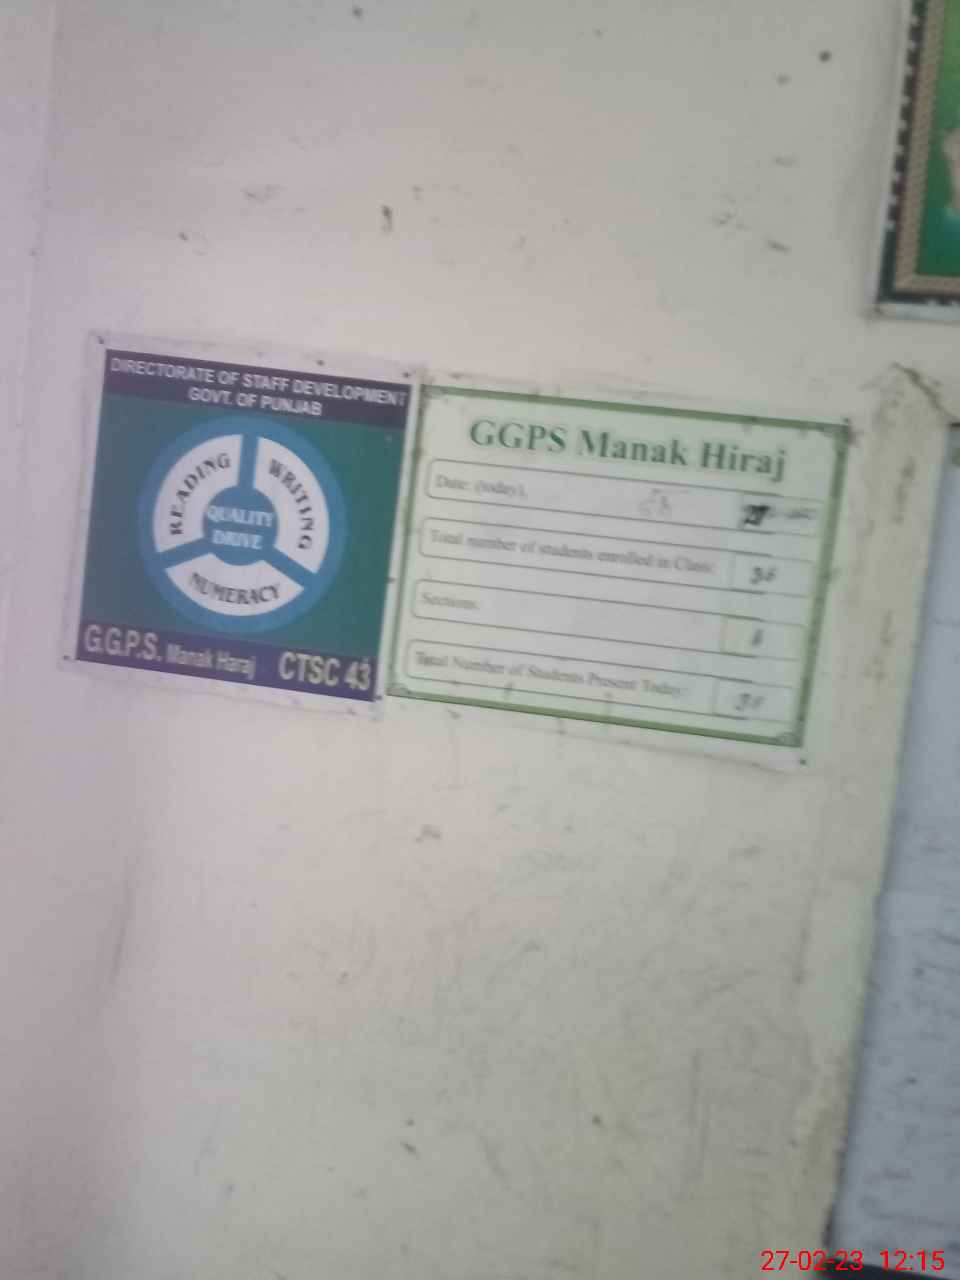 DIRECTORATE OF STAFF DEVELOPMENT
GOVT. OF PUNJAB
READING
WRITING
QUALITY
DRIVE
NUMERACY
G.G.P.S. Manak Haraj CTSC 43
GGPS Manak Hiraj
Date: (today),
Total number of students enrolled in Class:
Sections:
Total Number of Students Present Today:
27-02-23 12:15